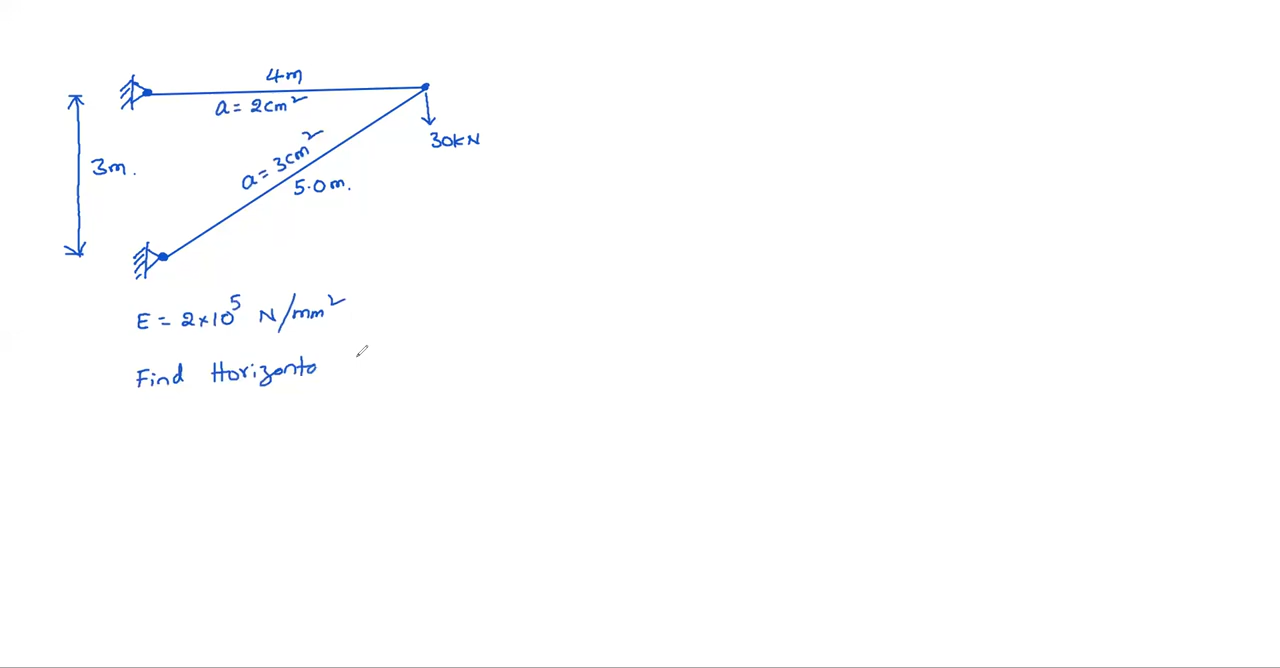 4m
a = 2cm²
30kN
3m.
a = 3cm²
5.0m.
E = 2×10⁵ N/mm²
Find Horizonta